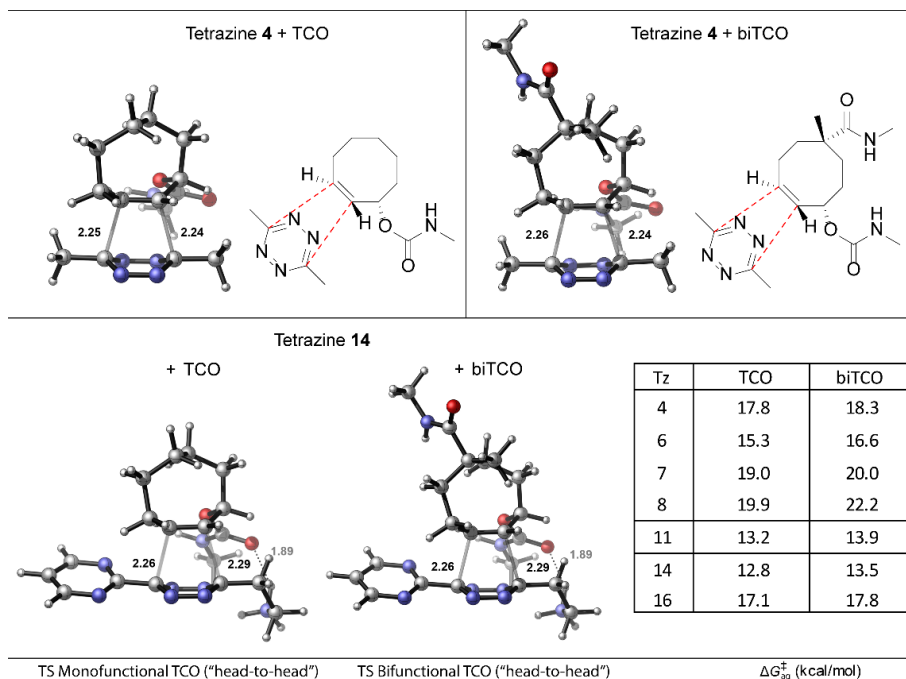 Tetrazine 4 + TCO
Tetrazine 4 + biTCO
2.25
2.24
H
H
N
N
N
N
O
O
H
N
2.26
2.24
O
N
H
H
H
N
N
N
N
O
O
H
N
Tetrazine 14
+ TCO
+ biTCO
2.26
2.29
1.89
2.26
2.29
1.89
Tz TCO biTCO
4 17.8 18.3
6 15.3 16.6
7 19.0 20.0
8 19.9 22.2
11 13.2 13.9
14 12.8 13.5
16 17.1 17.8
TS Monofunctional TCO ("head-to-head")
TS Bifunctional TCO ("head-to-head")
ΔG‡aq (kcal/mol)